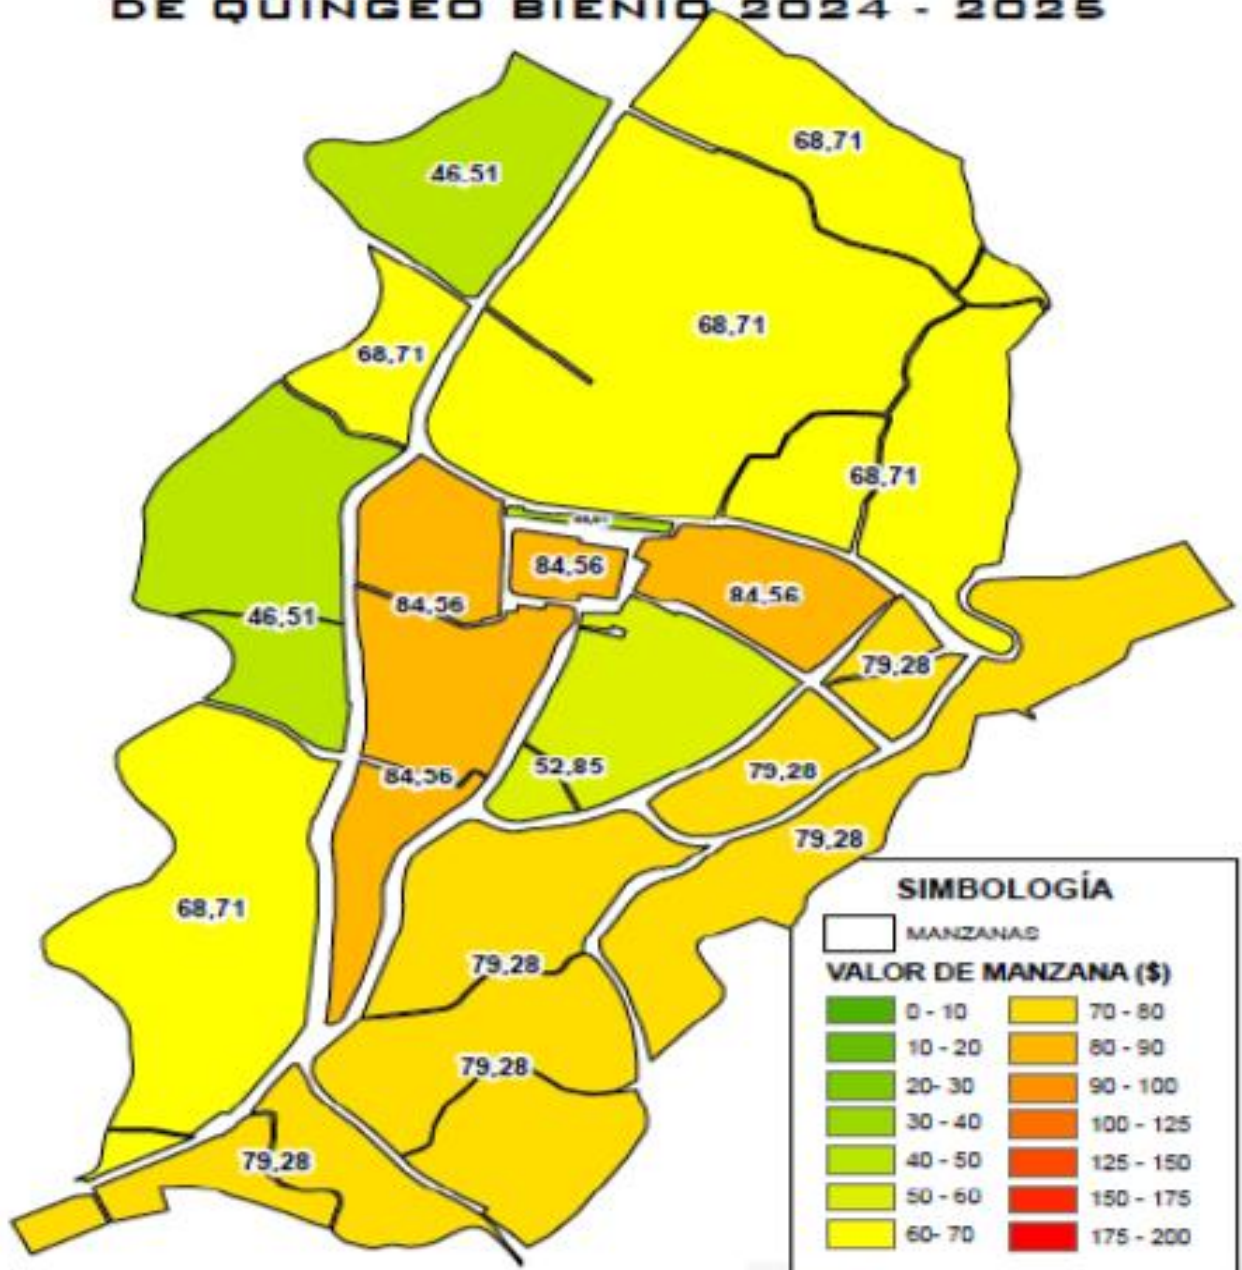 DE QUINGEO BIENIO 2024 - 2025
68,71
46,51
68,71
68,71
68,71
84,56
84,56
84,56
46,51
79,28
84,56
52,85
79,28
79,28
68,71
79,28
79,28
79,28
SIMBOLOGÍA
MANZANAS
VALOR DE MANZANA ($)
0 - 10
70 - 80
10 - 20
80 - 90
20- 30
90 - 100
30 - 40
100 - 125
40 - 50
125 - 150
50 - 60
150 - 175
60- 70
175 - 200